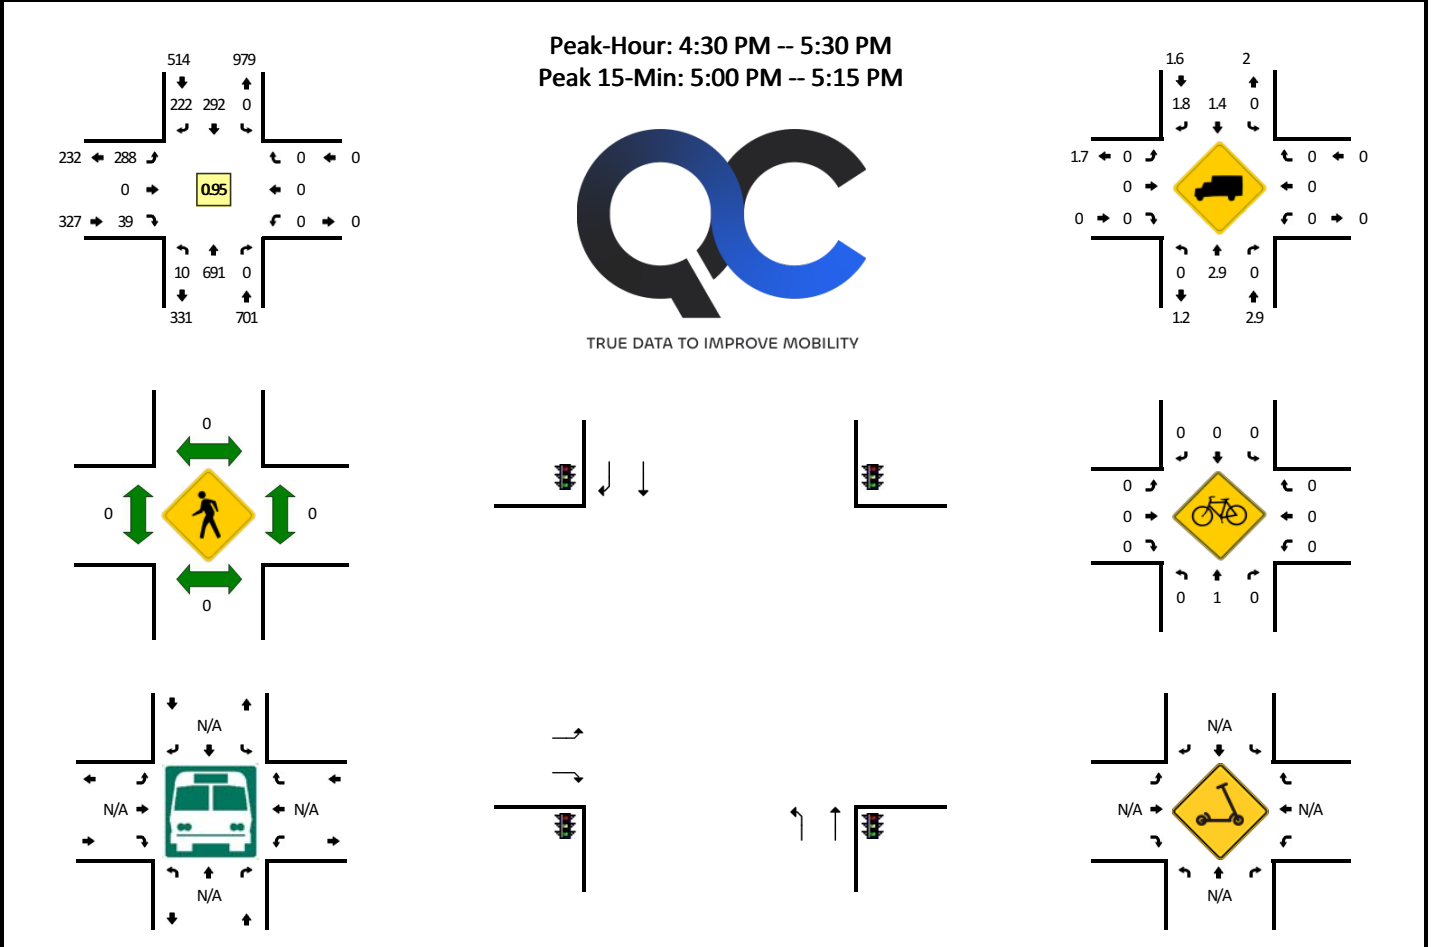 Peak-Hour: 4:30 PM -- 5:30 PM
Peak 15-Min: 5:00 PM -- 5:15 PM
514 979
222 292 0
232 288 0 0
0 0.95 0
327 39 0 0
10 691 0
331 701
QC
TRUE DATA TO IMPROVE MOBILITY
1.6 2
1.8 1.4 0
1.7 0 0 0
0 0
0 0 0 0
0 2.9 0
1.2 2.9
0
0 0
0
0 0 0
0 0
0 0
0 0
0 1 0
N/A
N/A N/A
N/A
N/A
N/A N/A
N/A